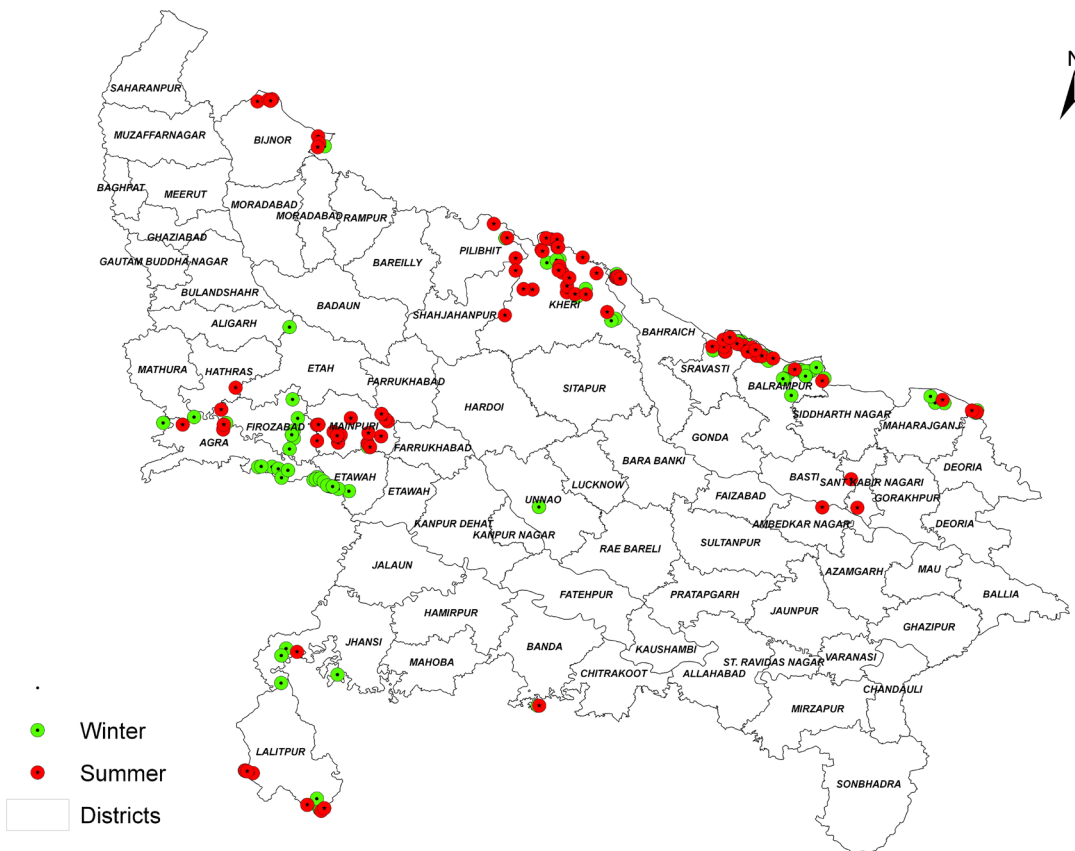 N
SAHARANPUR
MUZAFFARNAGAR
BIJNOR
BAGHPAT
MEERUT
MORADABAD
MORADABAD
RAMPUR
GHAZIABAD
PILIBHIT
GAUTAM BUDDHA NAGAR
BAREILLY
BULANDSHAHR
BADAUN
KHERI
SHAHJAHANPUR
ALIGARH
BAHRAICH
MATHURA
HATHRAS
ETAH
SRAVASTI
FARRUKHABAD
SITAPUR
BALRAMPUR
HARDOI
SIDDHARTH NAGAR
FIROZABAD
MAINPURI
MAHARAJGANJ
AGRA
FARRUKHABAD
GONDA
BARA BANKI
DEORIA
ETAWAH
BASTI
SANT KABIR NAGAR
LUCKNOW
ETAWAH
UNNAO
FAIZABAD
GORAKHPUR
KANPUR DEHAT
AMBEDKAR NAGAR
DEORIA
KANPUR NAGAR
SULTANPUR
RAE BARELI
JALAUN
MAU
AZAMGARH
FATEHPUR
PRATAPGARH
BALLIA
HAMIRPUR
JAUNPUR
GHAZIPUR
JHANSI
BANDA
KAUSHAMBI
VARANASI
MAHOBA
ST. RAVIDAS NAGAR
CHITRAKOOT
ALLAHABAD
CHANDAULI
MIRZAPUR
Winter
LALITPUR
Summer
SONBHADRA
Districts